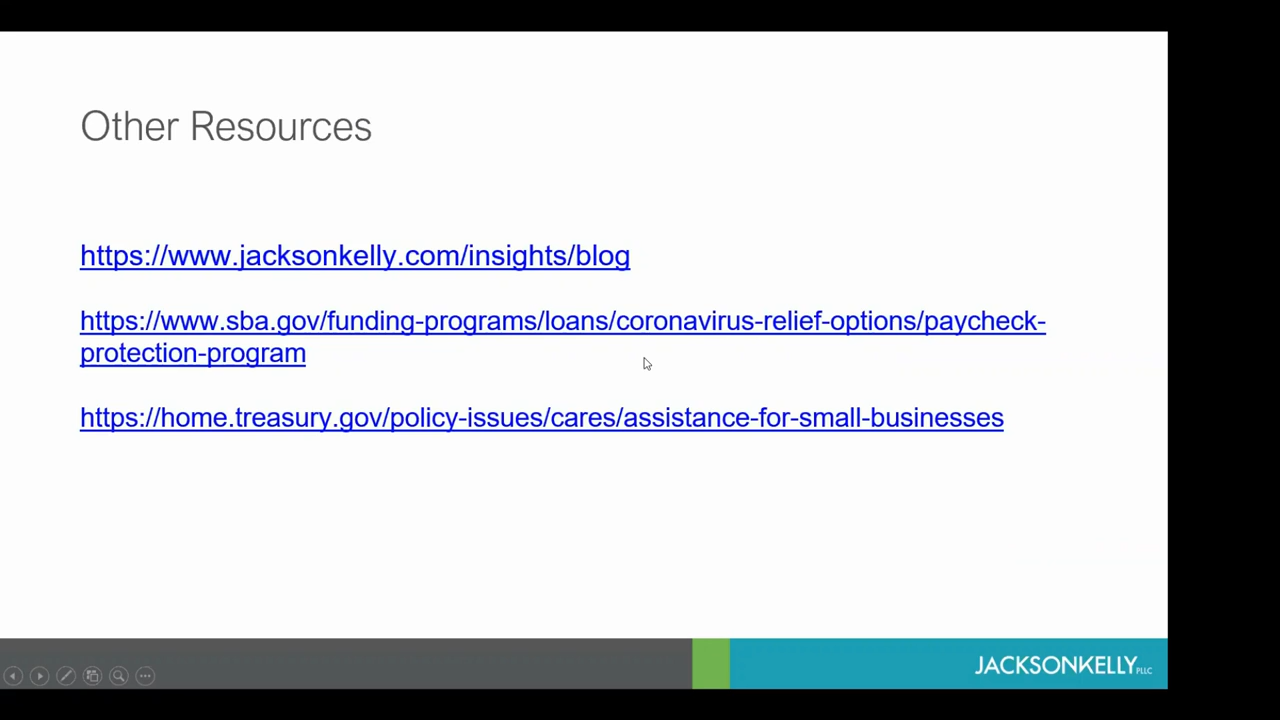 Other Resources
https://www.jacksonkelly.com/insights/blog
https://www.sba.gov/funding-programs/loans/coronavirus-relief-options/paycheck-
protection-program
https://home.treasury.gov/policy-issues/cares/assistance-for-small-businesses
JACKSONKELLY PLLC